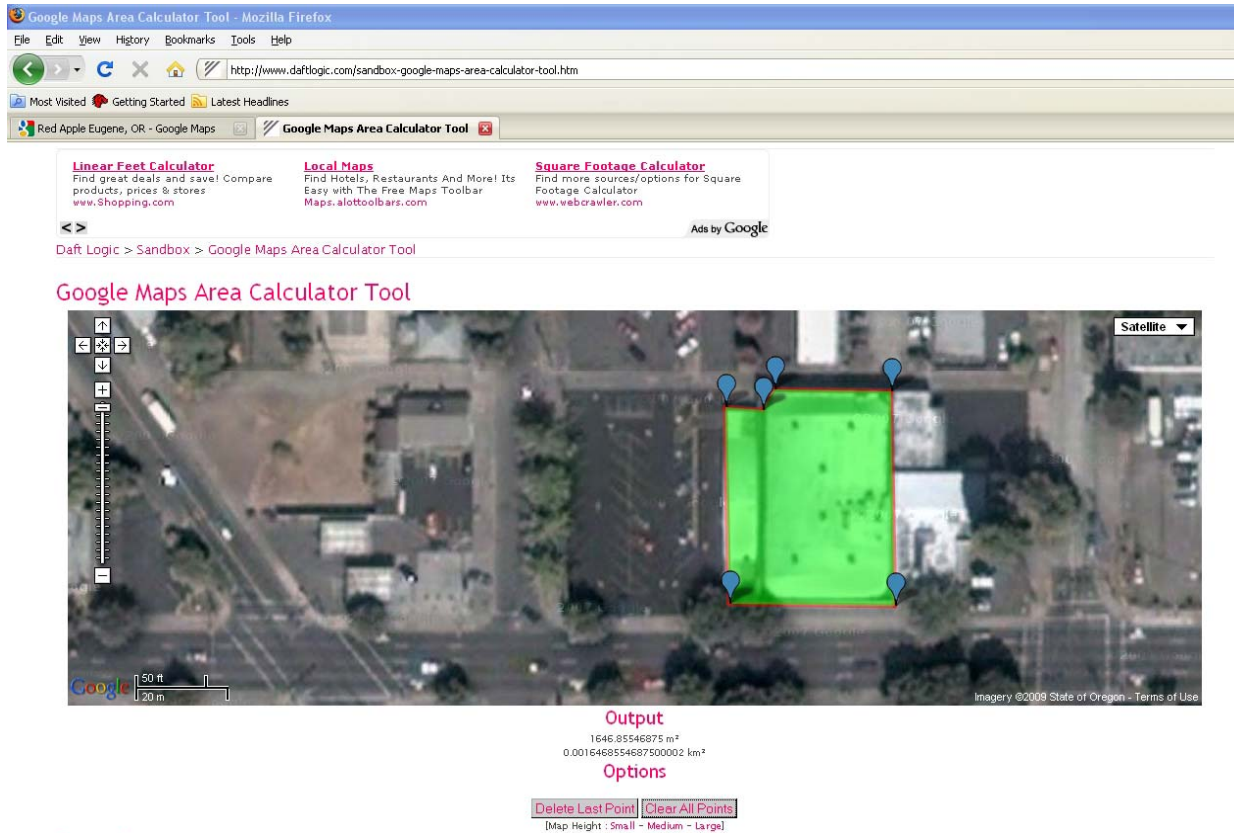 Google Maps Area Calculator Tool - Mozilla Firefox
File Edit View History Bookmarks Tools Help
http://www.daftlogic.com/sandbox-google-maps-area-calculator-tool.htm
Most Visited Getting Started Latest Headlines
Red Apple Eugene, OR - Google Maps Google Maps Area Calculator Tool
Linear Feet Calculator
Find great deals and save! Compare
products, prices & stores
www.Shopping.com
Local Maps
Find Hotels, Restaurants And More! Its
Easy with The Free Maps Toolbar
Maps.alottoolbars.com
Square Footage Calculator
Find more sources/options for Square
Footage Calculator
www.webcrawler.com
< >
Ads by Google
Daft Logic > Sandbox > Google Maps Area Calculator Tool
Google Maps Area Calculator Tool
Satellite
Google
50 ft
20 m
Imagery ©2009 State of Oregon - Terms of Use
Output
1646.85546875 m²
0.0016468554687500002 km²
Options
Delete Last Point Clear All Points
[Map Height : Small - Medium - Large]